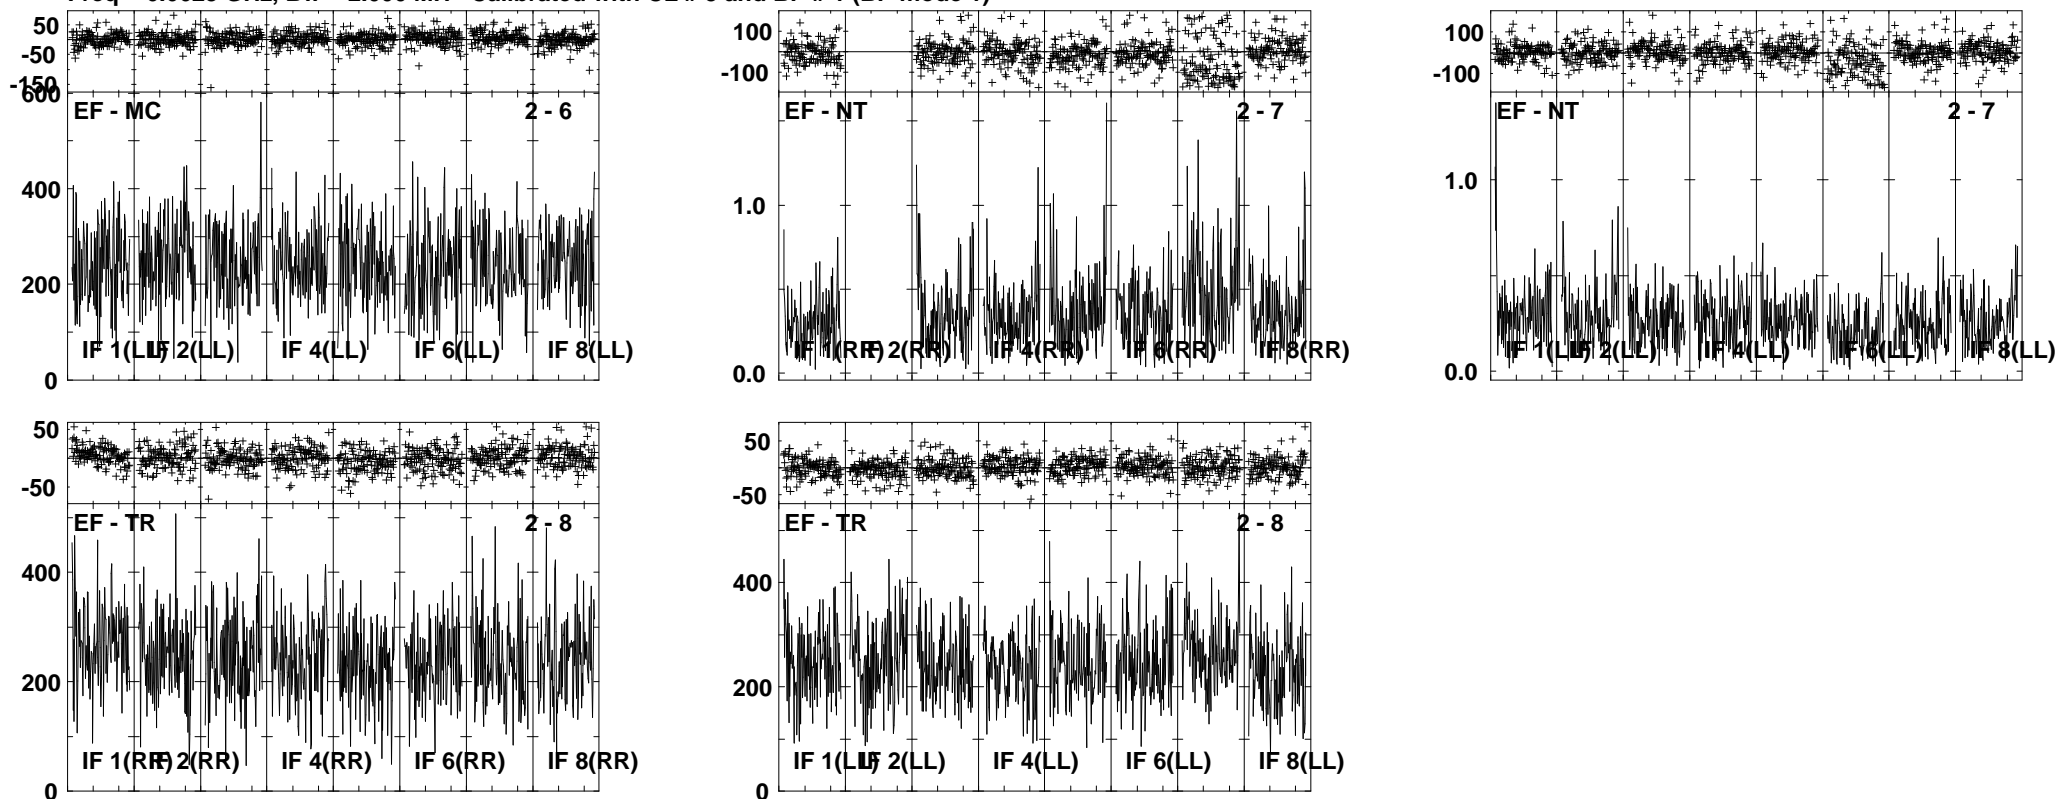 50
-50
-150
600
EF - MC 2 - 6
400
200
0
IF 1(LL) IF 2(LL) IF 4(LL) IF 6(LL) IF 8(LL)
100
-100
EF - NT 2 - 7
1.0
0.0
IF 1(RR) IF 2(RR) IF 4(RR) IF 6(RR) IF 8(RR)
100
-100
EF - NT 2 - 7
1.0
0.0
IF 1(LL) IF 2(LL) IF 4(LL) IF 6(LL) IF 8(LL)
50
-50
EF - TR 2 - 8
400
200
0
IF 1(RR) IF 2(RR) IF 4(RR) IF 6(RR) IF 8(RR)
50
-50
EF - TR 2 - 8
400
200
0
IF 1(LL) IF 2(LL) IF 4(LL) IF 6(LL) IF 8(LL)